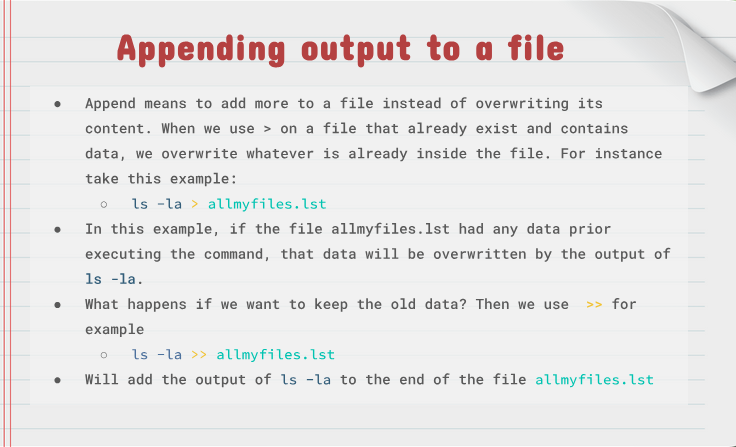 Appending output to a file
● Append means to add more to a file instead of overwriting its
content. When we use > on a file that already exist and contains
data, we overwrite whatever is already inside the file. For instance
take this example:
○ ls -la > allmyfiles.lst
● In this example, if the file allmyfiles.lst had any data prior
executing the command, that data will be overwritten by the output of
ls -la.
● What happens if we want to keep the old data? Then we use >> for
example
○ ls -la >> allmyfiles.lst
● Will add the output of ls -la to the end of the file allmyfiles.lst